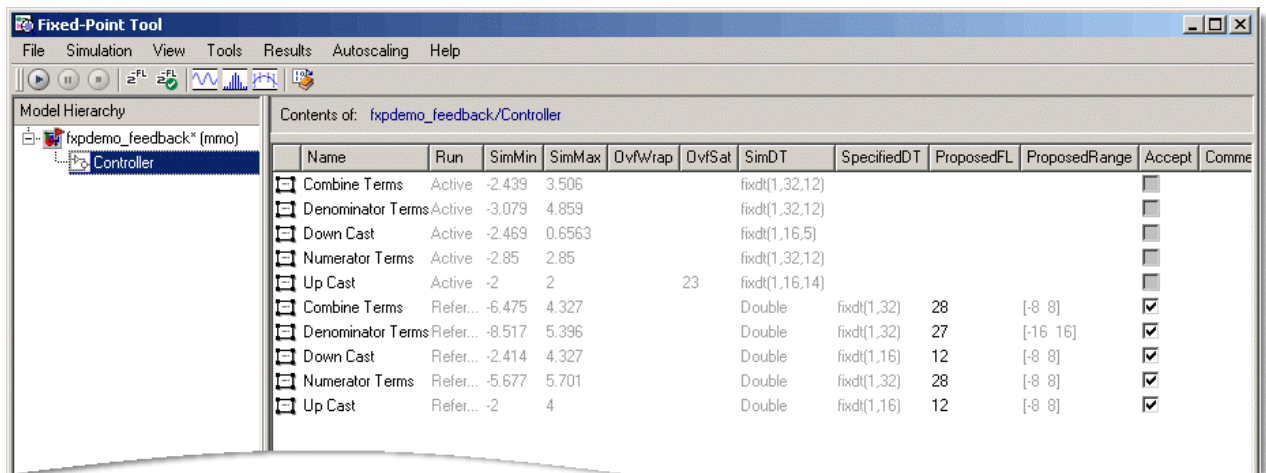 Fixed-Point Tool
File Simulation View Tools Results Autoscaling Help
Model Hierarchy
fxpdemo_feedback* (mmo)
Controller
Contents of: fxpdemo_feedback/Controller
Name Run SimMin SimMax OvfWrap OvfSat SimDT SpecifiedDT ProposedFL ProposedRange Accept Comme
Combine Terms Active -2.439 3.506 fixdt(1,32,12)
Denominator Terms Active -3.079 4.859 fixdt(1,32,12)
Down Cast Active -2.469 0.6563 fixdt(1,16,5)
Numerator Terms Active -2.85 2.85 fixdt(1,32,12)
Up Cast Active -2 2 23 fixdt(1,16,14)
Combine Terms Refer... -6.475 4.327 Double fixdt(1,32) 28 [-8 8]
Denominator Terms Refer... -8.517 5.396 Double fixdt(1,32) 27 [-16 16]
Down Cast Refer... -2.414 4.327 Double fixdt(1,16) 12 [-8 8]
Numerator Terms Refer... -5.677 5.701 Double fixdt(1,32) 28 [-8 8]
Up Cast Refer... -2 4 Double fixdt(1,16) 12 [-8 8]